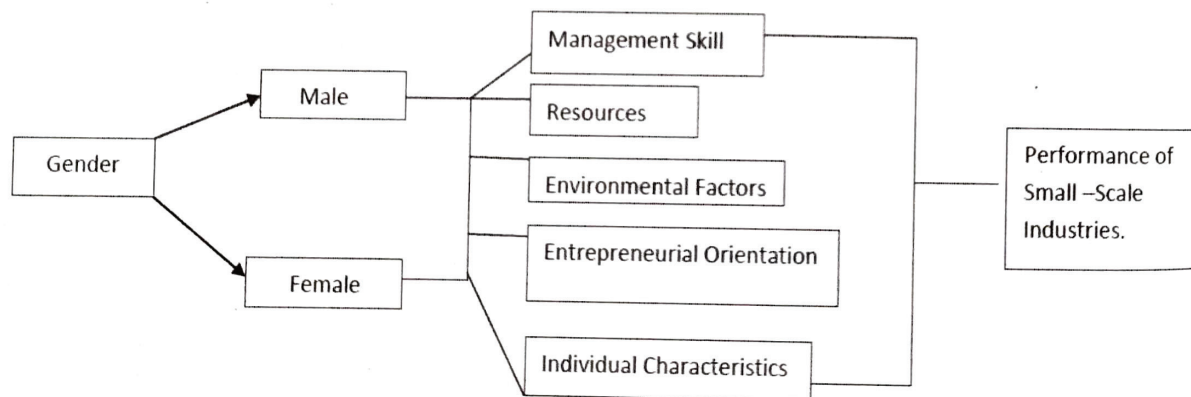 Gender
Male
Female
Management Skill
Resources
Environmental Factors
Entrepreneurial Orientation
Individual Characteristics
Performance of
Small –Scale
Industries.